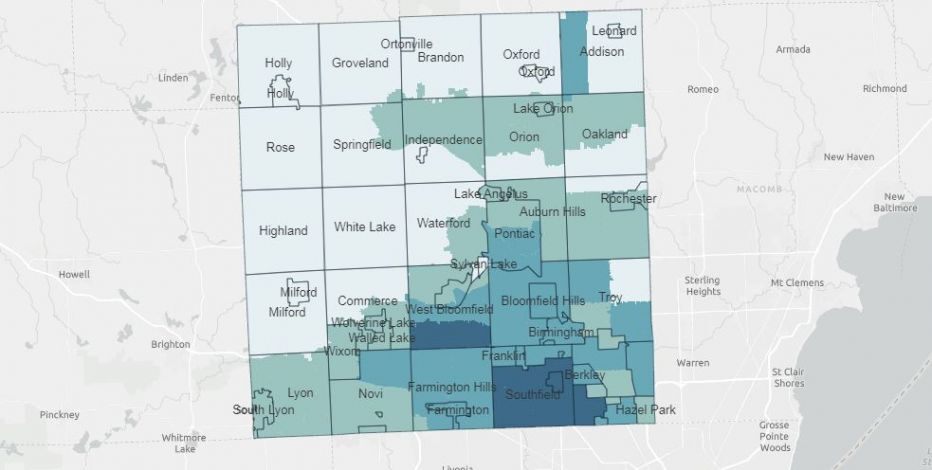 Leonard
Ortonville
Armada
Addison
Oxford
Brandon
Holly
Groveland
Linden
Oxford
Romeo
Richmond
Holly
Fenton
Lake Orion
Oakland
Orion
Independence
Springfield
Rose
New Haven
MACOMB
Lake Angelus
Rochester
New
Baltimore
Auburn Hills
Waterford
White Lake
Highland
Pontiac
Sylvan Lake
Howell
Sterling
Heights
Mt Clemens
Milford
Commerce
Bloomfield Hills
Troy
Milford
West Bloomfield
Wolverine Lake
Walled Lake
Birmingham
Brighton
Wixom
Franklin
Warren
Berkley
St Clair
Shores
Farmington Hills
Lyon
Novi
Southfield
South Lyon
Farmington
Hazel Park
Pinckney
Grosse
Pointe
Woods
Whitmore
Lake
Livonia